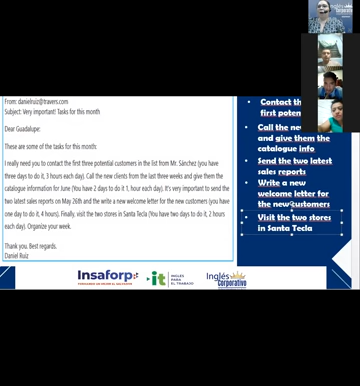 From: danielruiz@travers.com
Subject: Very important! Tasks for this month
Dear Guadalupe:
These are some of the tasks for this month:
I really need you to contact the first three potential customers in the list from Mr. Sánchez (you have
three days to do it, 3 hours each day). Call the new clients from the last three weeks and give them the
catalogue information for June (You have 2 days to do it 1, hour each day). It's very important to send the
two latest sales reports on May 26th and the write a new welcome letter for the new customers (you have
one day to do it, 4 hours). Finally, visit the two stores in Santa Tecla (You have two days to do it, 2 hours
each day). Organize your week.
Thank you. Best regards.
Daniel Ruiz
• Contact th
first poten
• Call the ne
and give them the
catalogue info
• Send the two latest
sales reports
• Write a new
welcome letter for
the new customers
• Visit the two stores
in Santa Tecla
Insaforp
it
INGLÉS
PARA
EL TRABAJO
Inglés
Corporativo
Inglés
Corporativo